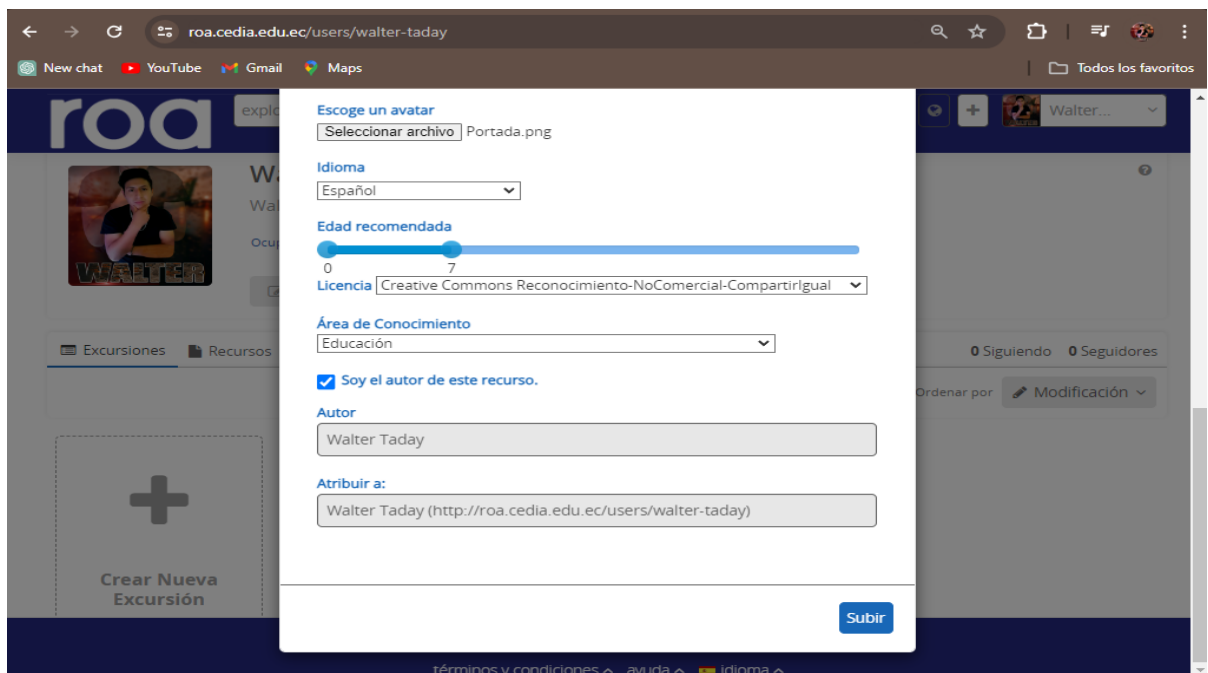 roa.cedia.edu.ec/users/walter-taday
New chat YouTube Gmail Maps Todos los favoritos
roa
explo
Walter...
Escoge un avatar
Seleccionar archivo Portada.png
Idioma
Español
Edad recomendada
0 7
Licencia Creative Commons Reconocimiento-NoComercial-CompartirIgual
Área de Conocimiento
Educación
Soy el autor de este recurso.
Autor
Walter Taday
Atribuir a:
Walter Taday (http://roa.cedia.edu.ec/users/walter-taday)
Subir
Wa
Wal
Ocup
WALTER
Excursiones Recursos
0 Siguiendo 0 Seguidores
Ordenar por Modificación
Crear Nueva
Excursión
términos y condiciones ayuda idioma